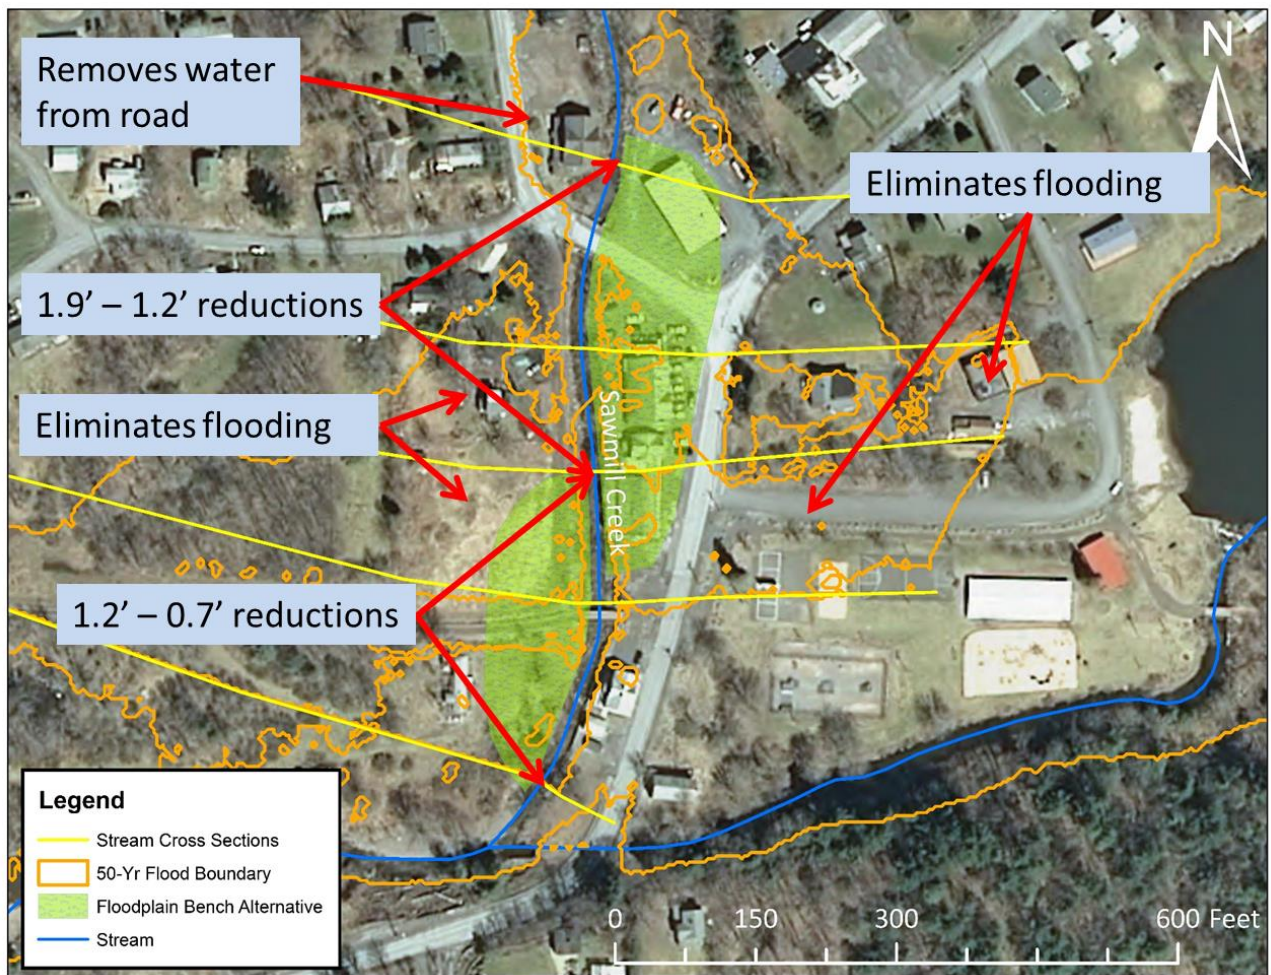 Removes water
from road
N
Eliminates flooding
1.9’ – 1.2’ reductions
Eliminates flooding
Sawmill Creek
1.2’ – 0.7’ reductions
Legend
Stream Cross Sections
50-Yr Flood Boundary
Floodplain Bench Alternative
Stream
0 150 300 600 Feet